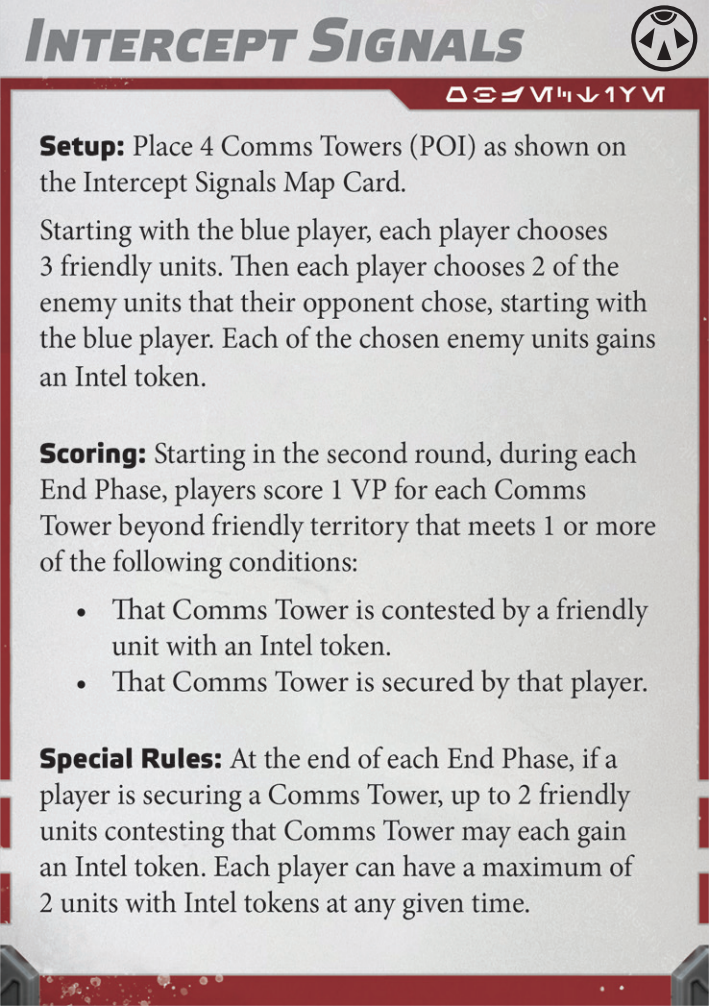 INTERCEPT SIGNALS
Setup: Place 4 Comms Towers (POI) as shown on
the Intercept Signals Map Card.
Starting with the blue player, each player chooses
3 friendly units. Then each player chooses 2 of the
enemy units that their opponent chose, starting with
the blue player. Each of the chosen enemy units gains
an Intel token.
Scoring: Starting in the second round, during each
End Phase, players score 1 VP for each Comms
Tower beyond friendly territory that meets 1 or more
of the following conditions:
• That Comms Tower is contested by a friendly
unit with an Intel token.
• That Comms Tower is secured by that player.
Special Rules: At the end of each End Phase, if a
player is securing a Comms Tower, up to 2 friendly
units contesting that Comms Tower may each gain
an Intel token. Each player can have a maximum of
2 units with Intel tokens at any given time.